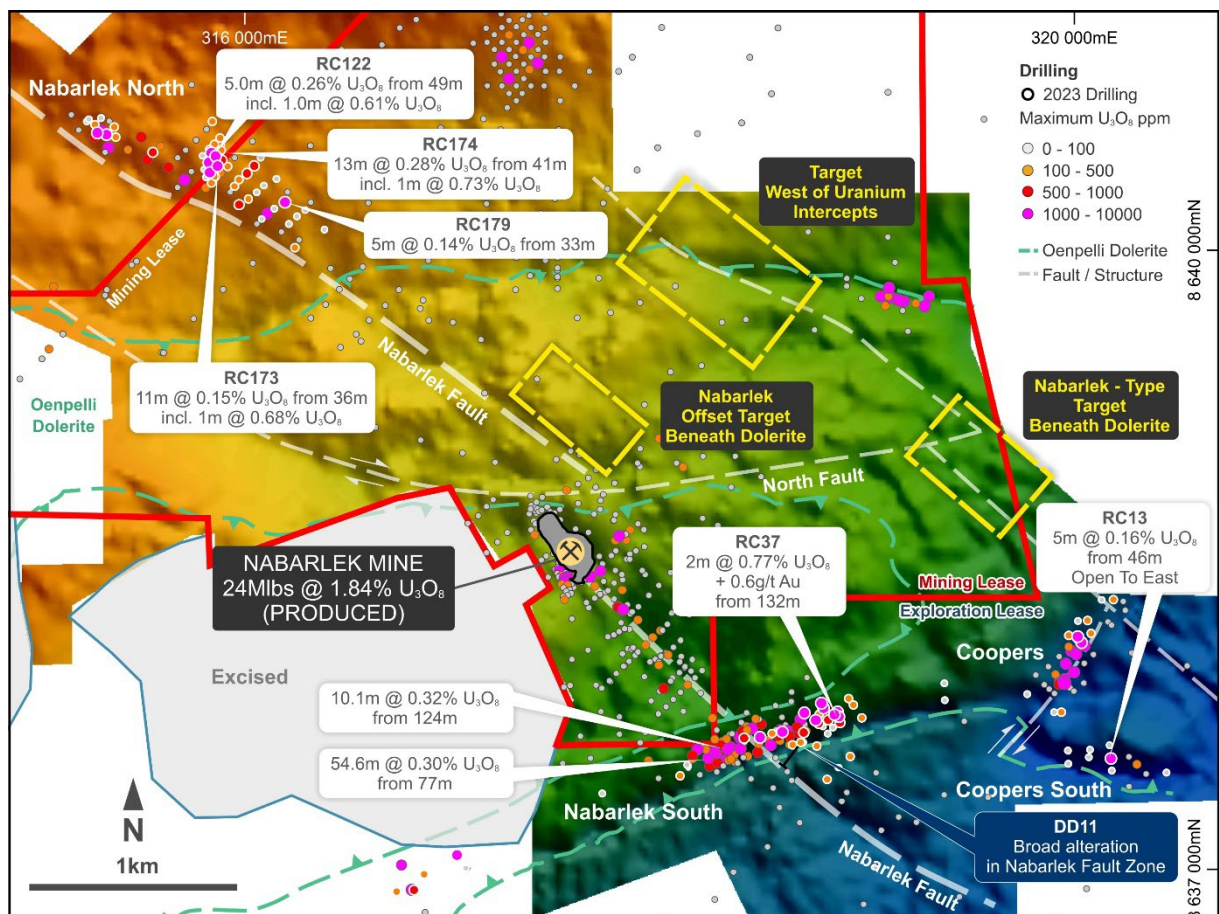 316 000mE
320 000mE
Nabarlek North
RC122
5.0m @ 0.26% U₃O₈ from 49m
incl. 1.0m @ 0.61% U₃O₈
RC174
13m @ 0.28% U₃O₈ from 41m
incl. 1m @ 0.73% U₃O₈
RC179
5m @ 0.14% U₃O₈ from 33m
Drilling
2023 Drilling
Maximum U₃O₈ ppm
0 - 100
100 - 500
500 - 1000
1000 - 10000
Oenpelli Dolerite
Fault / Structure
8 640 000mN
Target
West of Uranium
Intercepts
Mining Lease
Nabarlek Fault
RC173
11m @ 0.15% U₃O₈ from 36m
incl. 1m @ 0.68% U₃O₈
Oenpelli
Dolerite
Nabarlek
Offset Target
Beneath Dolerite
Nabarlek - Type
Target
Beneath Dolerite
North Fault
NABARLEK MINE
24Mlbs @ 1.84% U₃O₈
(PRODUCED)
RC37
2m @ 0.77% U₃O₈
+ 0.6g/t Au
from 132m
RC13
5m @ 0.16% U₃O₈
from 46m
Open To East
Mining Lease
Exploration Lease
Coopers
Excised
10.1m @ 0.32% U₃O₈
from 124m
54.6m @ 0.30% U₃O₈
from 77m
Nabarlek South
Coopers South
DD11
Broad alteration
in Nabarlek Fault Zone
Nabarlek Fault
N
1km
8 637 000mN